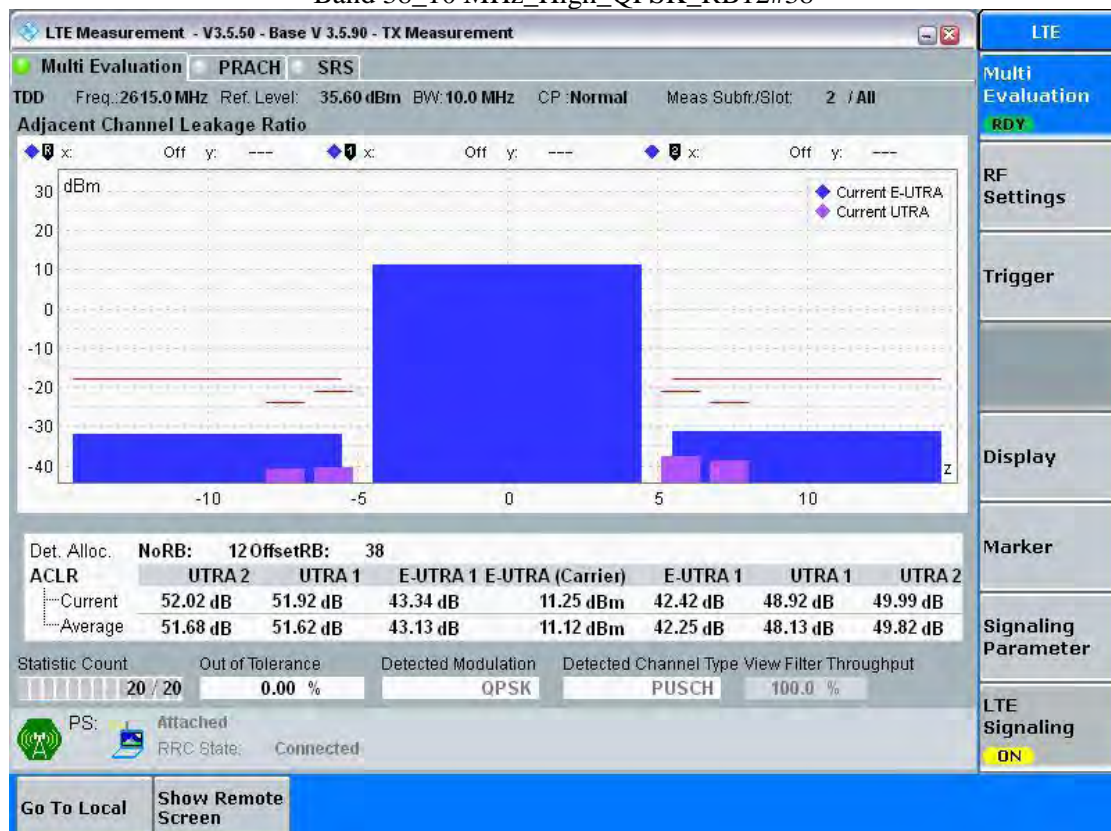 Band 38_10 MHz_High_QPSK_RB12#38
LTE Measurement - V3.5.50 - Base V 3.5.90 - TX Measurement
LTE
Multi Evaluation PRACH SRS
TDD Freq.:2615.0 MHz Ref. Level: 35.60 dBm BW:10.0 MHz CP :Normal Meas Subfr./Slot: 2 / All
Adjacent Channel Leakage Ratio
R x: Off y: --- 1 x: Off y: --- 2 x: Off y: ---
dBm
Current E-UTRA
Current UTRA
30
20
10
0
-10
-20
-30
-40
z
-10 -5 0 5 10
Det. Alloc. NoRB: 12 OffsetRB: 38
ACLR UTRA 2 UTRA 1 E-UTRA 1 E-UTRA (Carrier) E-UTRA 1 UTRA 1 UTRA 2
Current 52.02 dB 51.92 dB 43.34 dB 11.25 dBm 42.42 dB 48.92 dB 49.99 dB
Average 51.68 dB 51.62 dB 43.13 dB 11.12 dBm 42.25 dB 48.13 dB 49.82 dB
Statistic Count Out of Tolerance Detected Modulation Detected Channel Type View Filter Throughput
20 / 20 0.00 % QPSK PUSCH 100.0 %
PS: Attached
RRC State: Connected
Go To Local
Show Remote
Screen
Multi
Evaluation
RDY
RF
Settings
Trigger
Display
Marker
Signaling
Parameter
LTE
Signaling
ON